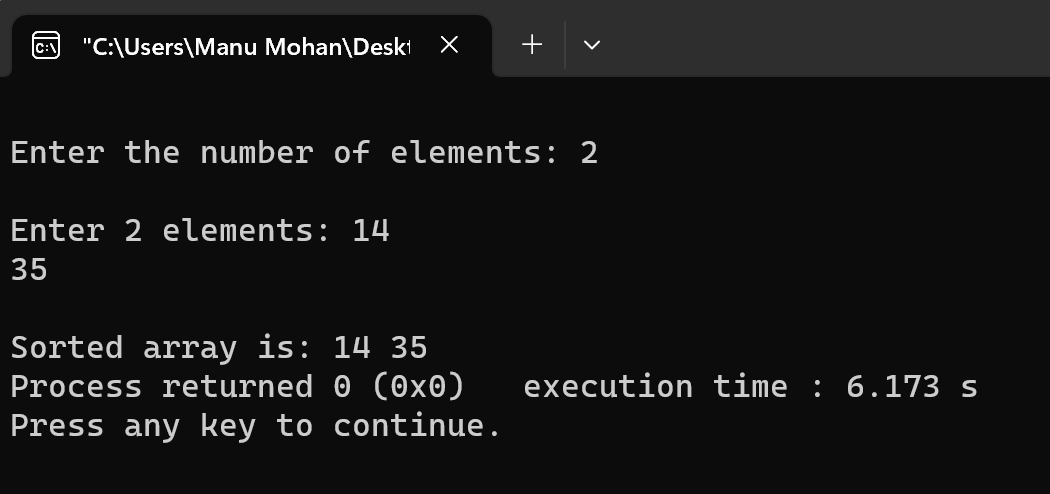 "C:\Users\Manu Mohan\Desk
Enter the number of elements: 2
Enter 2 elements: 14
35
Sorted array is: 14 35
Process returned 0 (0x0)   execution time : 6.173 s
Press any key to continue.